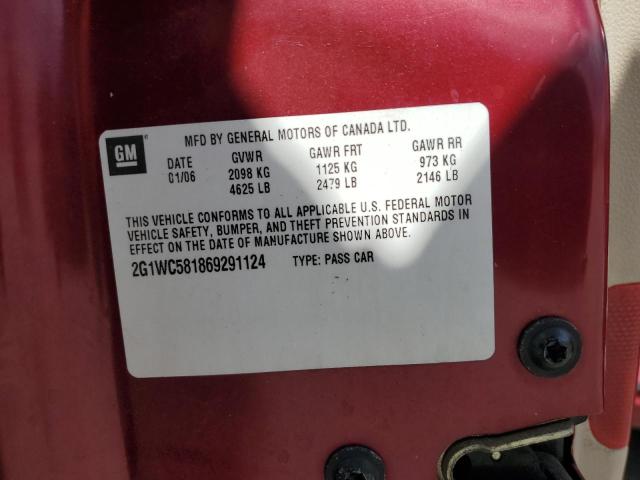 GM
MFD BY GENERAL MOTORS OF CANADA LTD.
DATE GVWR GAWR FRT GAWR RR
01/06 2098 KG 1125 KG 973 KG
4625 LB 2479 LB 2146 LB
THIS VEHICLE CONFORMS TO ALL APPLICABLE U.S. FEDERAL MOTOR
VEHICLE SAFETY, BUMPER, AND THEFT PREVENTION STANDARDS IN
EFFECT ON THE DATE OF MANUFACTURE SHOWN ABOVE.
2G1WC581869291124 TYPE: PASS CAR